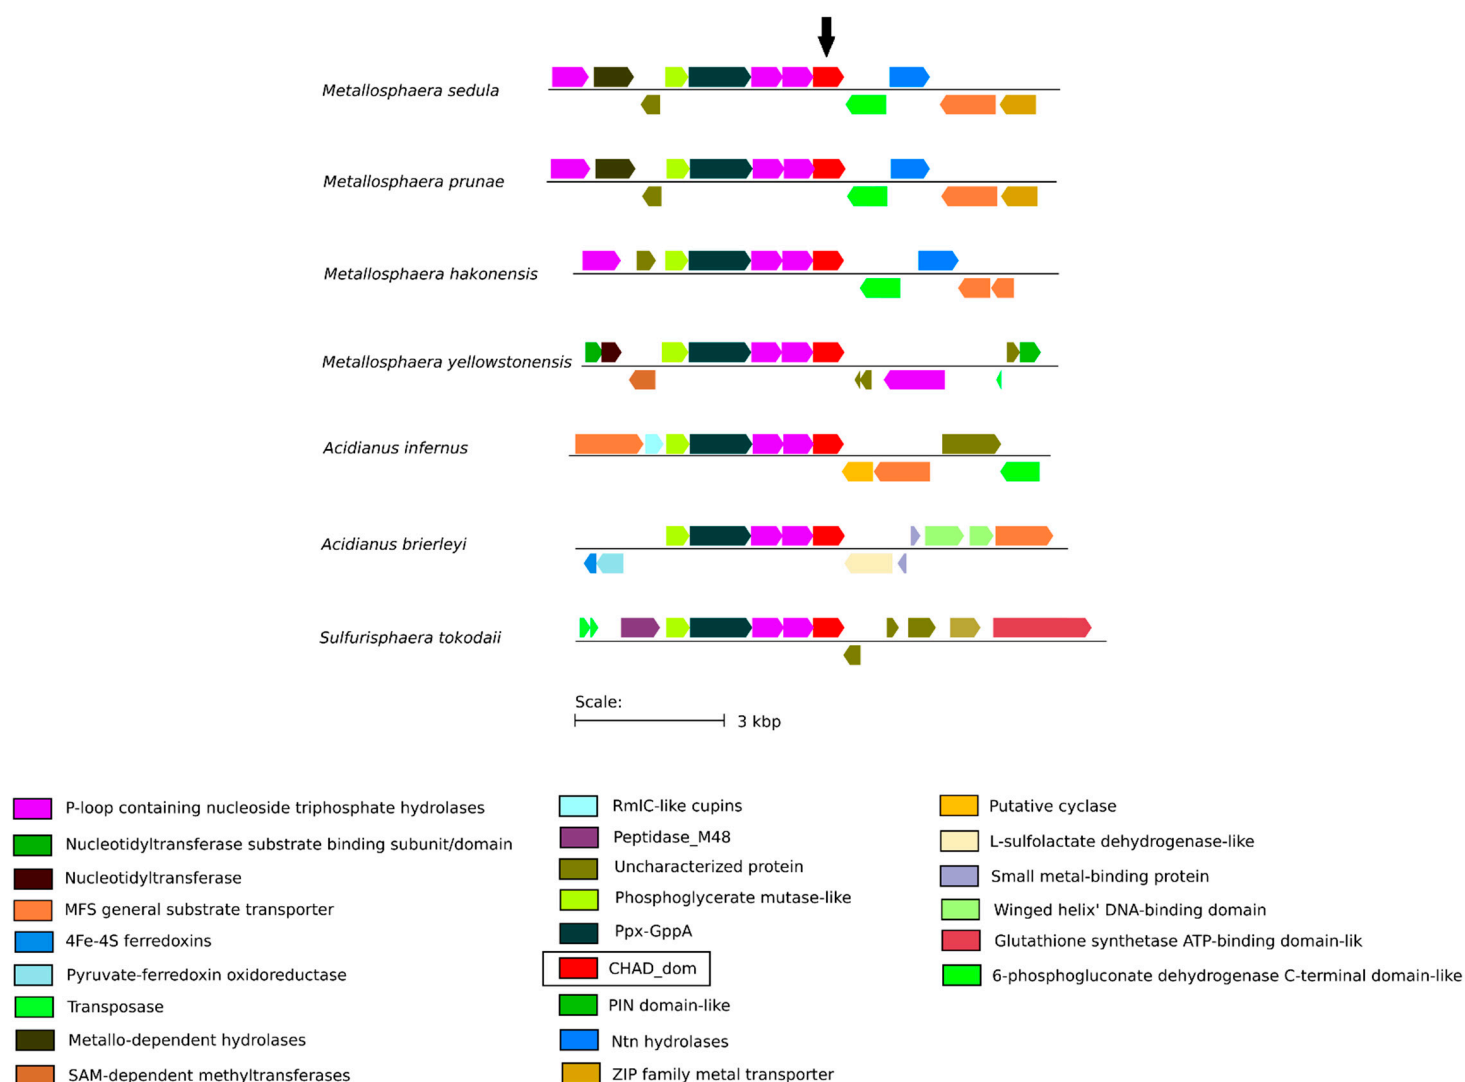 Metallosphaera sedula
Metallosphaera prunae
Metallosphaera hakonensis
Metallosphaera yellowstonensis
Acidianus infernus
Acidianus brierleyi
Sulfurisphaera tokodaii
Scale:
3 kbp
P-loop containing nucleoside triphosphate hydrolases
Nucleotidyltransferase substrate binding subunit/domain
Nucleotidyltransferase
MFS general substrate transporter
4Fe-4S ferredoxins
Pyruvate-ferredoxin oxidoreductase
Transposase
Metallo-dependent hydrolases
SAM-dependent methyltransferases
RmlC-like cupins
Peptidase_M48
Uncharacterized protein
Phosphoglycerate mutase-like
Ppx-GppA
CHAD_dom
PIN domain-like
Ntn hydrolases
ZIP family metal transporter
Putative cyclase
L-sulfolactate dehydrogenase-like
Small metal-binding protein
Winged helix' DNA-binding domain
Glutathione synthetase ATP-binding domain-lik
6-phosphogluconate dehydrogenase C-terminal domain-like